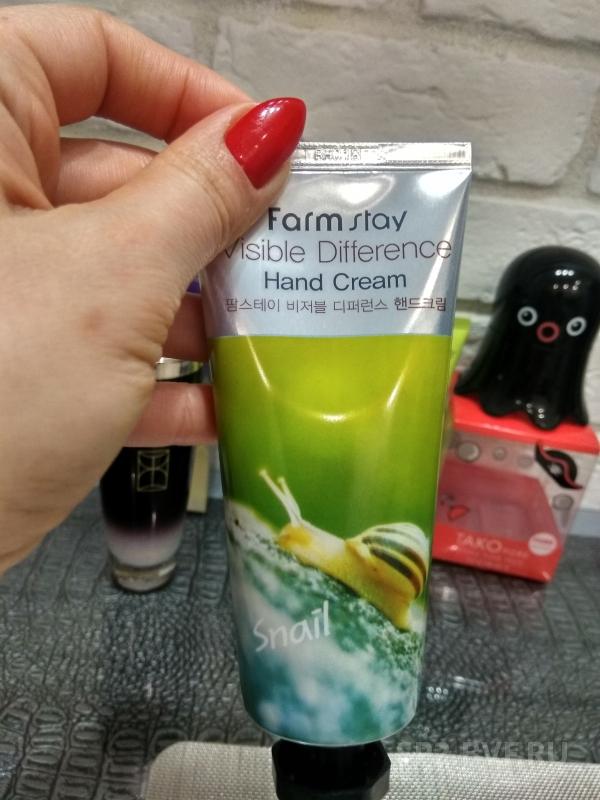 Farmstay
Visible Difference
Hand Cream
팜스테이 비저블 디퍼런스 핸드크림
Snail
TAKO